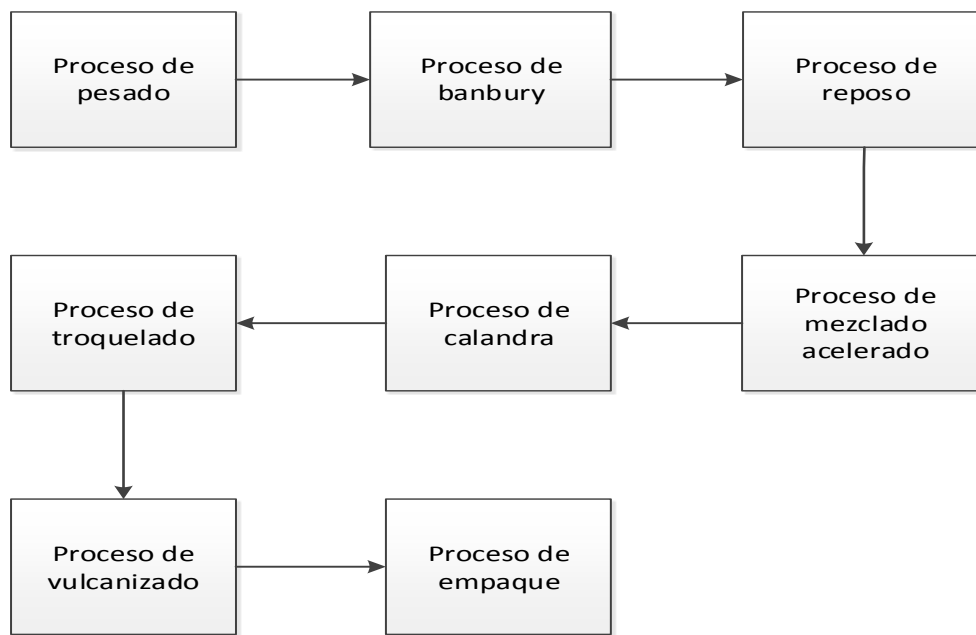 Proceso de
pesado
Proceso de
banbury
Proceso de
reposo
Proceso de
mezclado
acelerado
Proceso de
calandra
Proceso de
troquelado
Proceso de
vulcanizado
Proceso de
empaque